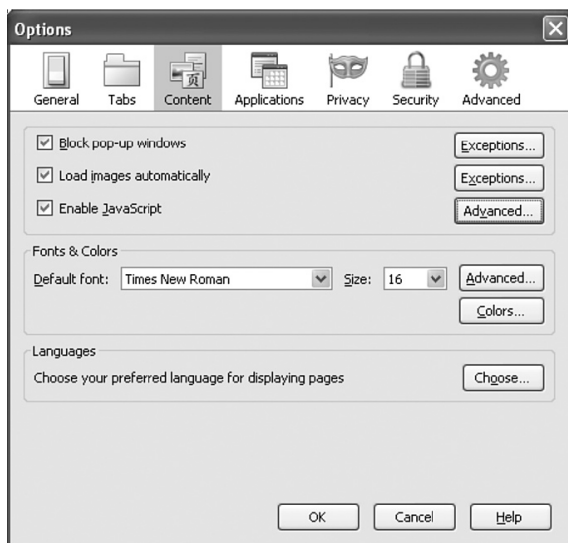 Options
General Tabs Content Applications Privacy Security Advanced
页
Block pop-up windows Exceptions...
Load images automatically Exceptions...
Enable JavaScript Advanced...
Fonts & Colors
Default font: Times New Roman Size: 16 Advanced...
Colors...
Languages
Choose your preferred language for displaying pages Choose...
OK Cancel Help